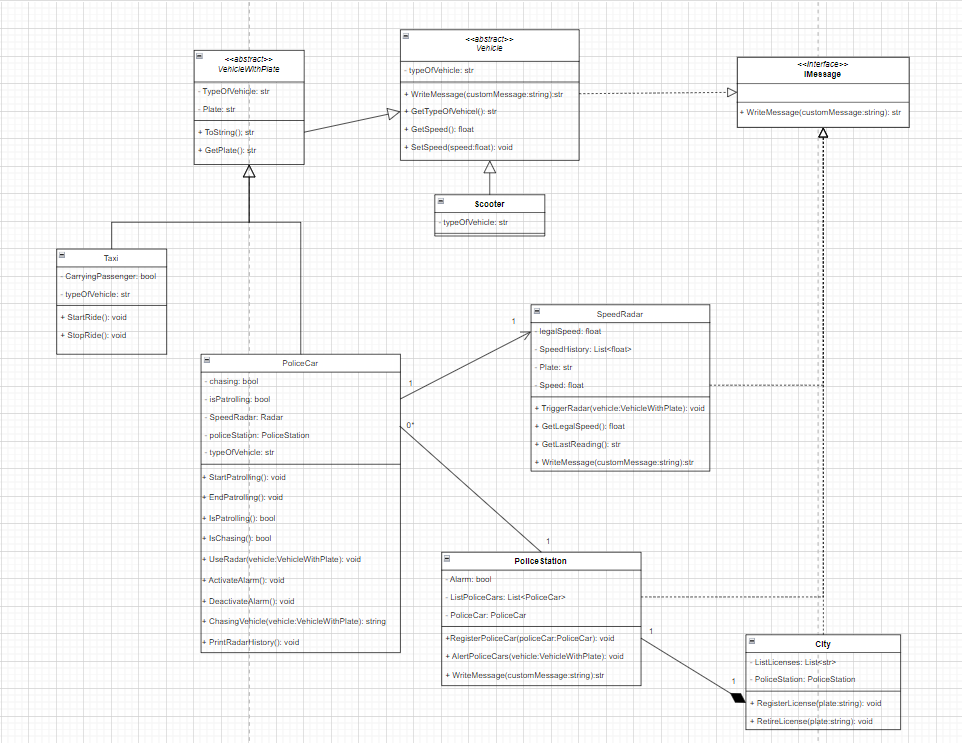 <<abstract>>
VehicleWithPlate
- TypeOfVehicle: str
- Plate: str
+ ToString(); str
+ GetPlate(); str
<<abstract>>
Vehicle
- typeOfVehicle: str
+ WriteMessage(customMessage:string):str
+ GetTypeOfVehicel(): str
+ GetSpeed(): float
+ SetSpeed(speed:float): void
<<interface>>
IMessage
+ WriteMessage(customMessage:string): str
Scooter
- typeOfVehicle: str
Taxi
- CarryingPassenger: bool
- typeOfVehicle: str
+ StartRide(): void
+ StopRide(): void
PoliceCar
- chasing: bool
- isPatrolling: bool
- SpeedRadar: Radar
- policeStation: PoliceStation
- typeOfVehicle: str
+ StartPatrolling(): void
+ EndPatrolling(): void
+ IsPatrolling(): bool
+ IsChasing(): bool
+ UseRadar(vehicle:VehicleWithPlate): void
+ ActivateAlarm(): void
+ DeactivateAlarm(): void
+ ChasingVehicle(vehicle:VehicleWithPlate): string
+ PrintRadarHistory(): void
1
1
0*
1
SpeedRadar
- legalSpeed: float
- SpeedHistory: List<float>
- Plate: str
- Speed: float
+ TriggerRadar(vehicle:VehicleWithPlate): void
+ GetLegalSpeed(): float
+ GetLastReading(): str
+ WriteMessage(customMessage:string):str
PoliceStation
- Alarm: bool
- ListPoliceCars: List<PoliceCar>
- PoliceCar: PoliceCar
+RegisterPoliceCar(policeCar:PoliceCar): void
+ AlertPoliceCars(vehicle:VehicleWithPlate): void
+ WriteMessage(customMessage:string):str
1
1
City
- ListLicenses: List<str>
- PoliceStation: PoliceStation
+ RegisterLicense(plate:string): void
+ RetireLicense(plate:string): void